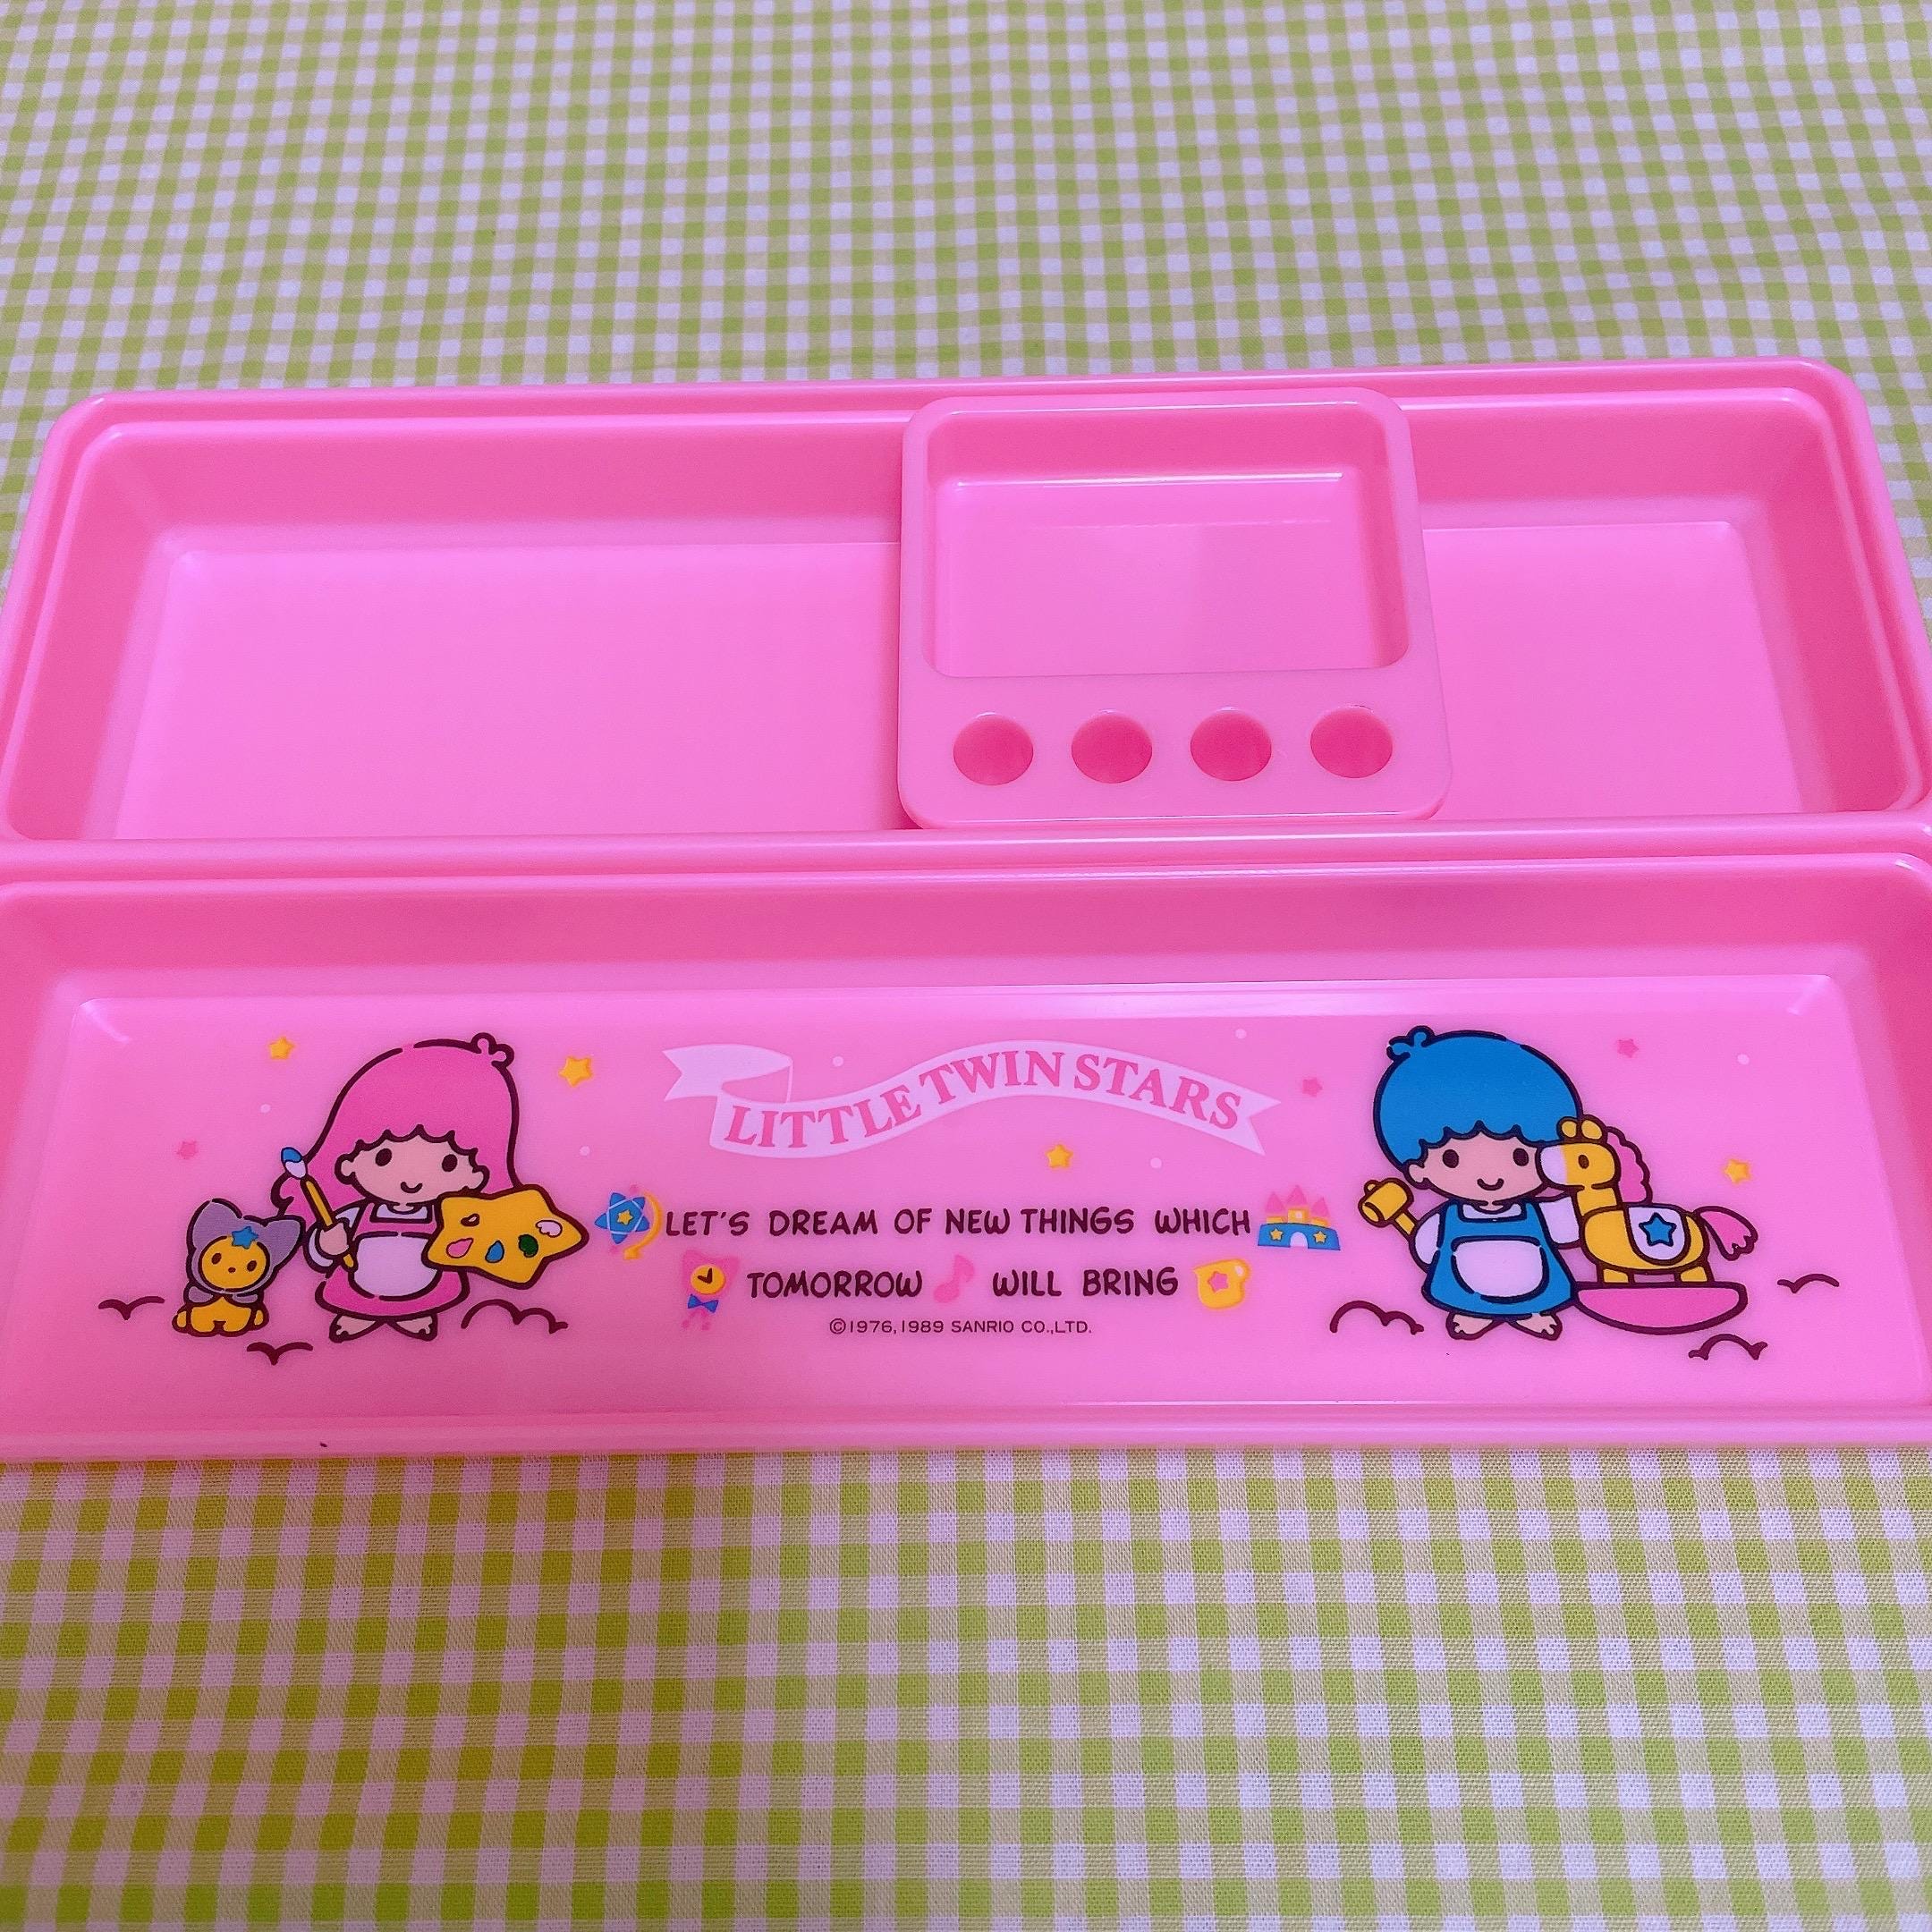 LITTLE TWIN STARS
LET'S DREAM OF NEW THINGS WHICH
TOMORROW WILL BRING
©1976,1989 SANRIO CO.,LTD.